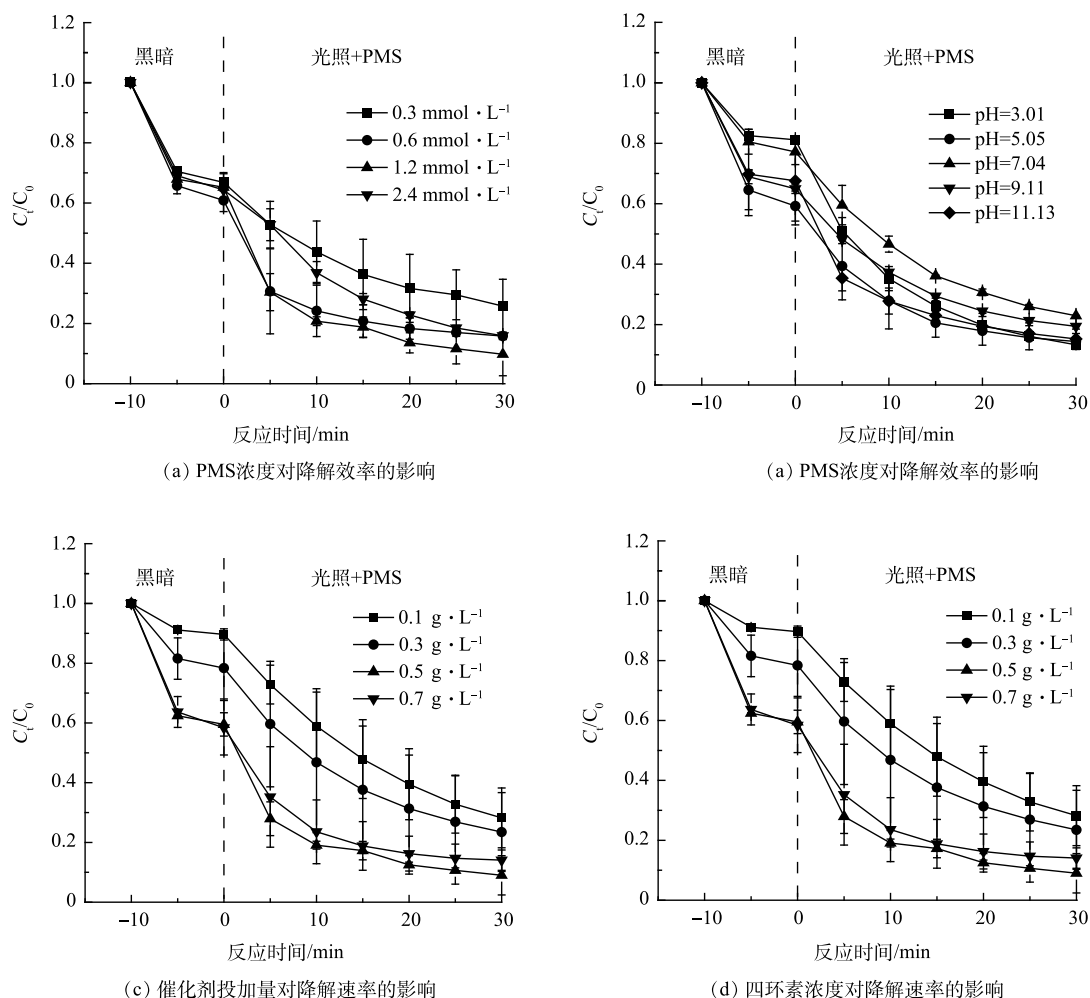 1.2
1.0
0.8
0.6
0.4
0.2
0
Ct/C0
黑暗
光照+PMS
0.3 mmol·L⁻¹
0.6 mmol·L⁻¹
1.2 mmol·L⁻¹
2.4 mmol·L⁻¹
−10 0 10 20 30
反应时间/min
(a) PMS浓度对降解效率的影响
1.2
1.0
0.8
0.6
0.4
0.2
0
Ct/C0
黑暗
光照+PMS
pH=3.01
pH=5.05
pH=7.04
pH=9.11
pH=11.13
−10 0 10 20 30
反应时间/min
(a) PMS浓度对降解效率的影响
1.2
1.0
0.8
0.6
0.4
0.2
0
Ct/C0
黑暗
光照+PMS
0.1 g·L⁻¹
0.3 g·L⁻¹
0.5 g·L⁻¹
0.7 g·L⁻¹
−10 0 10 20 30
反应时间/min
(c) 催化剂投加量对降解速率的影响
1.2
1.0
0.8
0.6
0.4
0.2
0
Ct/C0
黑暗
光照+PMS
0.1 g·L⁻¹
0.3 g·L⁻¹
0.5 g·L⁻¹
0.7 g·L⁻¹
−10 0 10 20 30
反应时间/min
(d) 四环素浓度对降解速率的影响